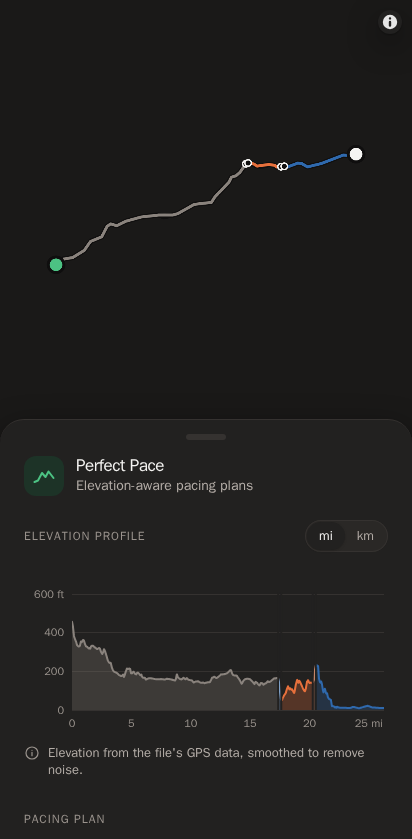 Perfect Pace
Elevation-aware pacing plans
ELEVATION PROFILE
mi km
600 ft
400
200
0
0 5 10 15 20 25 mi
Elevation from the file's GPS data, smoothed to remove
noise.
PACING PLAN